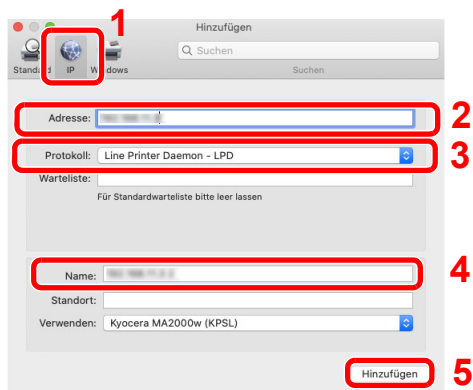 1
Hinzufügen
Suchen
Standard IP Windows Suchen
Adresse: 2
Protokoll: Line Printer Daemon - LPD 3
Warteliste:
Für Standardwarteliste bitte leer lassen
Name: 4
Standort:
Verwenden: Kyocera MA2000w (KPSL)
Hinzufügen 5